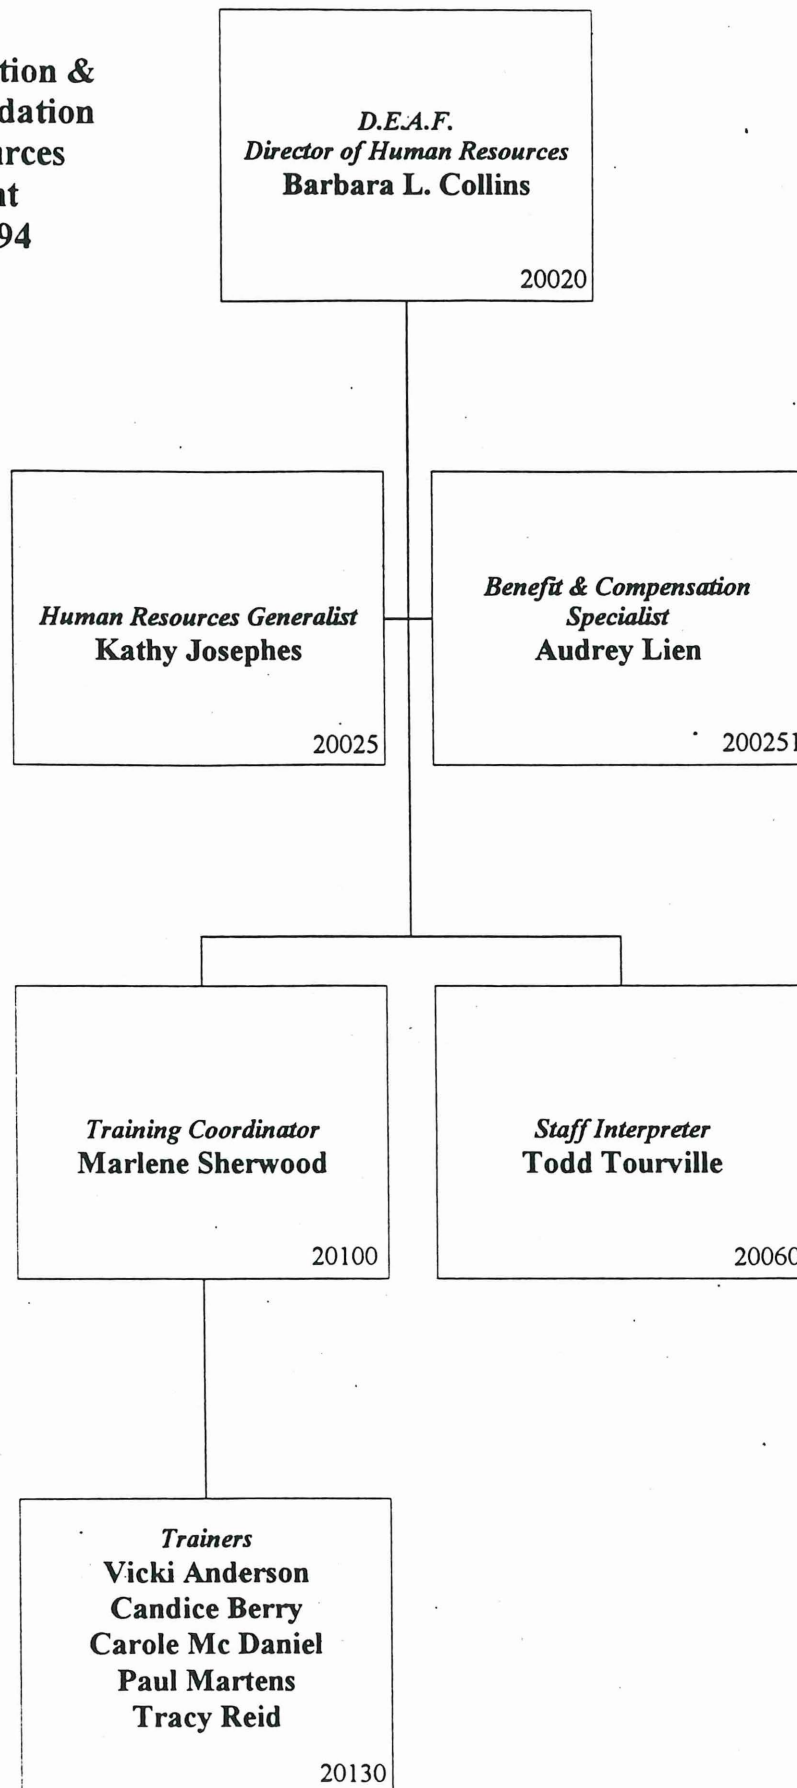 tion &
dation
urces
nt
94
D.E.A.F.
Director of Human Resources
Barbara L. Collins
20020
Human Resources Generalist
Kathy Josephes
20025
Benefit & Compensation
Specialist
Audrey Lien
200251
Training Coordinator
Marlene Sherwood
20100
Staff Interpreter
Todd Tourville
20060
Trainers
Vicki Anderson
Candice Berry
Carole Mc Daniel
Paul Martens
Tracy Reid
20130